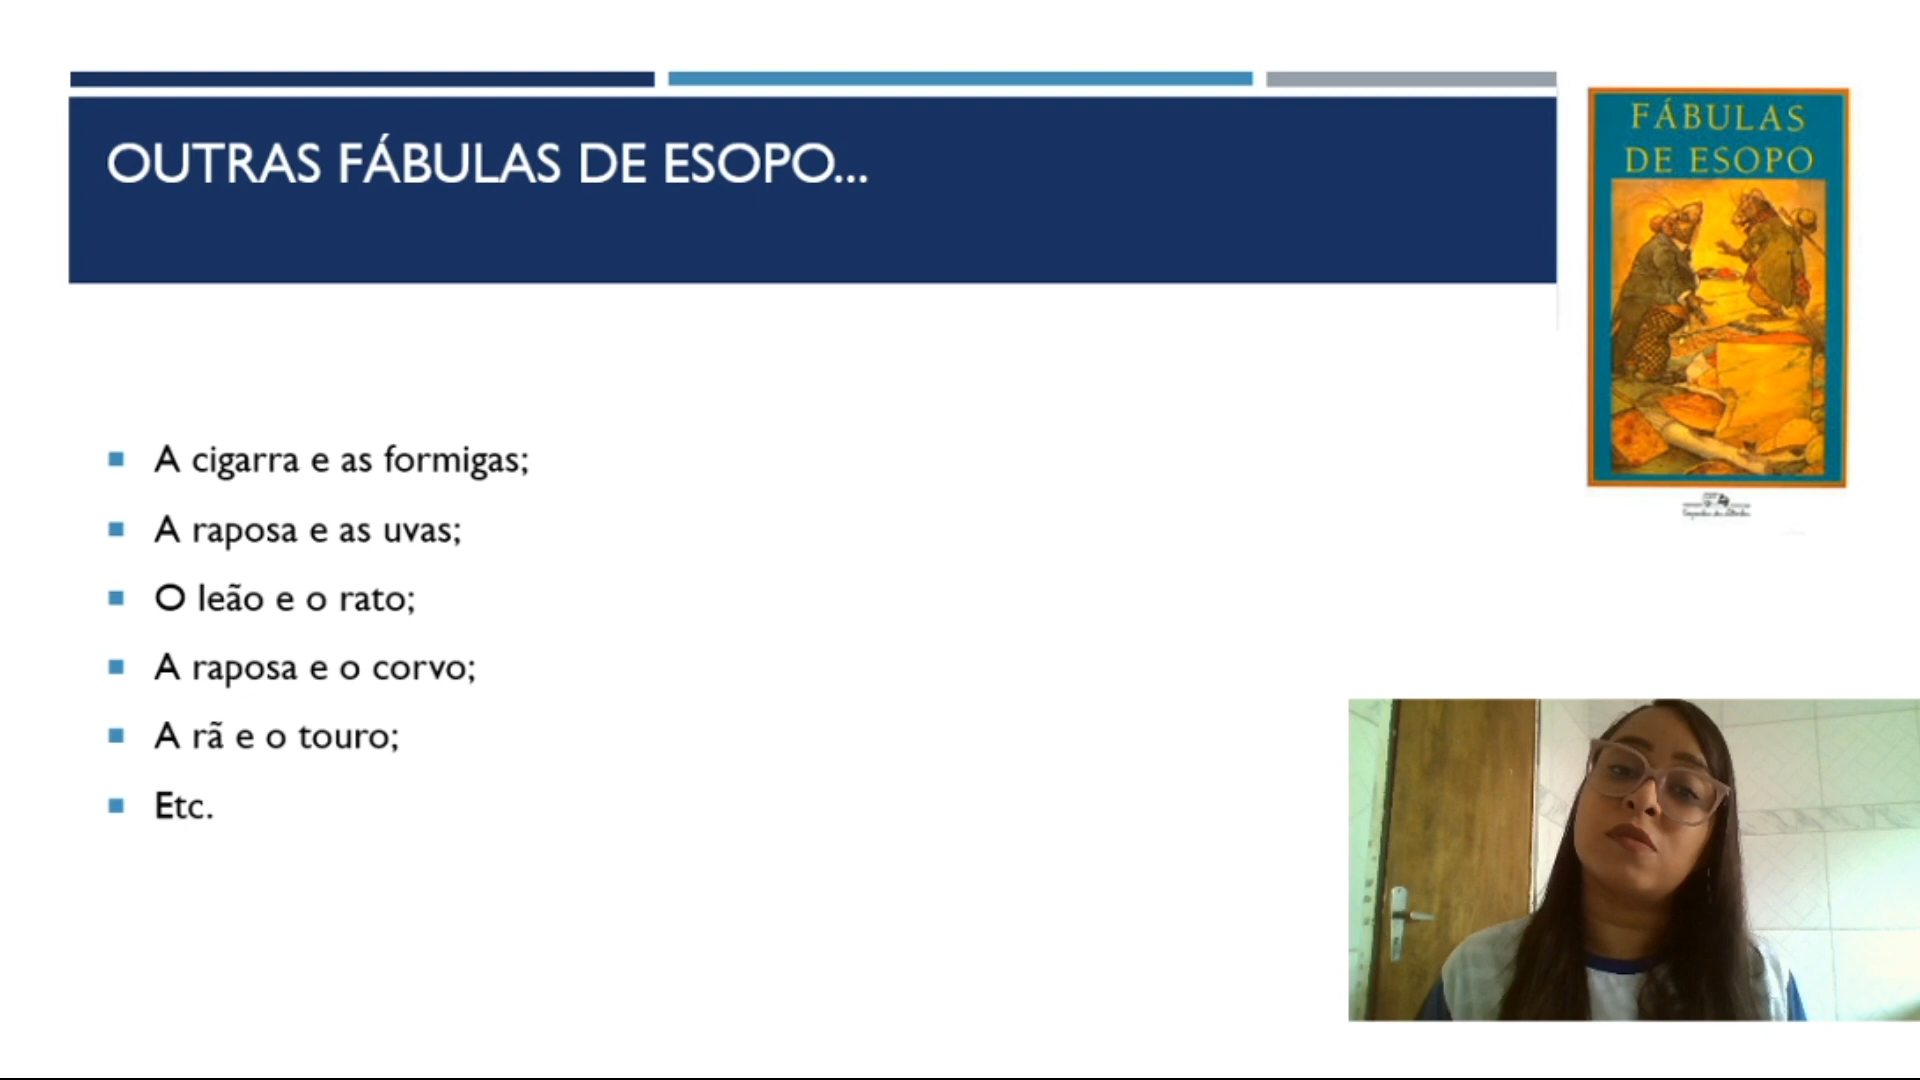 OUTRAS FÁBULAS DE ESOPO...
FÁBULAS
DE ESOPO
A cigarra e as formigas;
A raposa e as uvas;
O leão e o rato;
A raposa e o corvo;
A rã e o touro;
Etc.